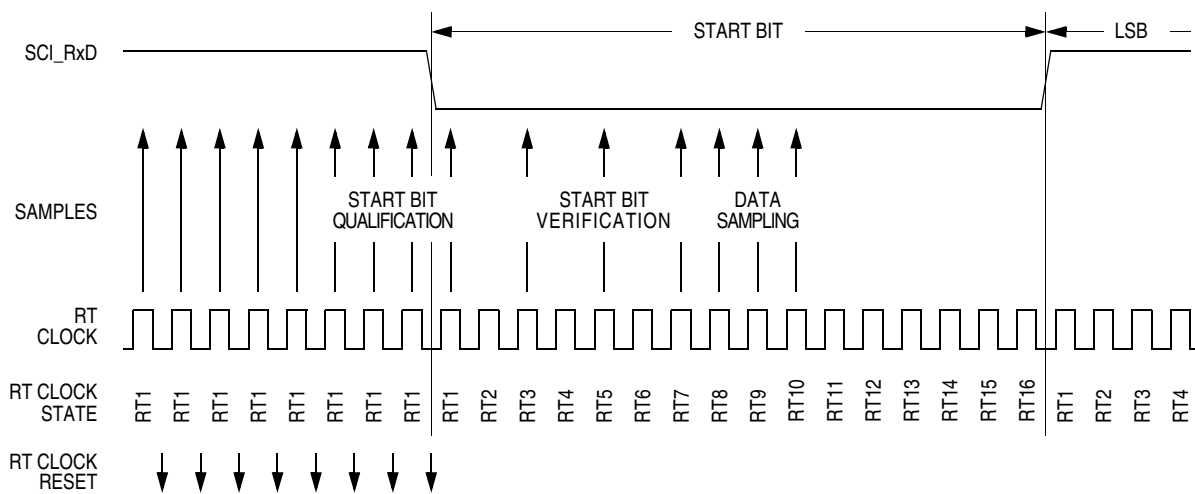 START BIT
LSB
SCI_RxD
SAMPLES
START BIT
QUALIFICATION
START BIT
VERIFICATION
DATA
SAMPLING
RT
CLOCK
RT CLOCK
STATE
RT1 RT1 RT1 RT1 RT1 RT1 RT1 RT1 RT1 RT2 RT3 RT4 RT5 RT6 RT7 RT8 RT9 RT10 RT11 RT12 RT13 RT14 RT15 RT16 RT1 RT2 RT3 RT4
RT CLOCK
RESET